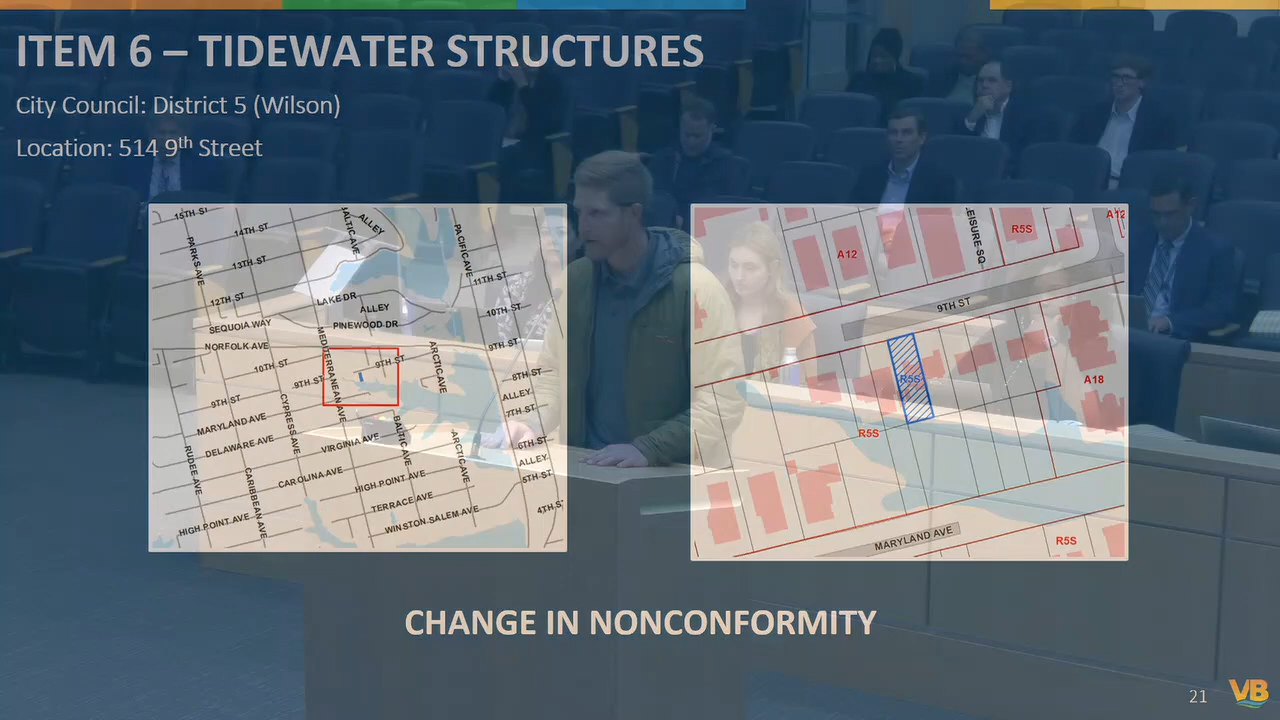 ITEM 6 – TIDEWATER STRUCTURES
City Council: District 5 (Wilson)
Location: 514 9th Street
15TH ST
14TH ST
13TH ST
12TH ST
PARKS AVE
BALTIC AVE
ALLEY
PACIFIC AVE
11TH ST
10TH ST
9TH ST
LAKE DR
ALLEY
PINEWOOD DR
SEQUOIA WAY
NORFOLK AVE
10TH ST
9TH ST
9TH ST
9TH ST
MEDITERRANEAN AVE
ARCTIC AVE
8TH ST
ALLEY
7TH ST
MARYLAND AVE
DELAWARE AVE
CYPRESS AVE
VIRGINIA AVE
BALTIC AVE
ARCTIC AVE
6TH ST
ALLEY
5TH ST
RUDEE AVE
CARIBBEAN AVE
CAROLINA AVE
HIGH POINT AVE
TERRACE AVE
WINSTON SALEM AVE
HIGH POINT AVE
4TH ST
A12
EISURE SQ
R5S
A12
9TH ST
R5S
A18
R5S
MARYLAND AVE
R5S
CHANGE IN NONCONFORMITY
21
VB